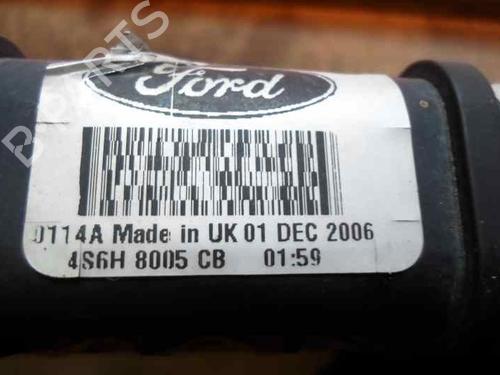 Ford
0114A Made in UK 01 DEC 2006
4S6H 8005 CB 01:59